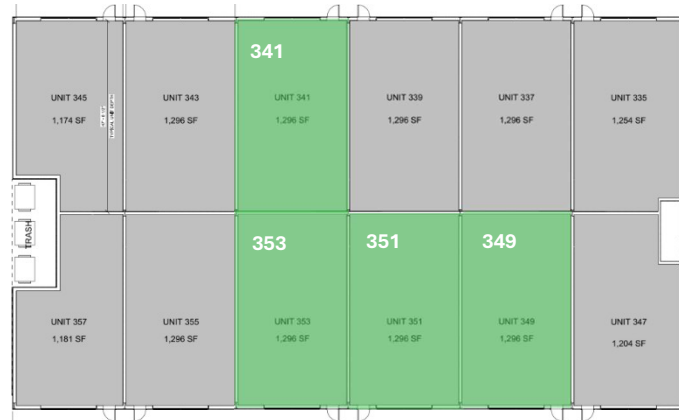 341
UNIT 345
1,174 SF
UNIT 343
1,296 SF
UNIT 341
1,296 SF
UNIT 339
1,296 SF
UNIT 337
1,296 SF
UNIT 335
1,254 SF
TRASH
353
351
349
UNIT 357
1,181 SF
UNIT 355
1,296 SF
UNIT 353
1,296 SF
UNIT 351
1,296 SF
UNIT 349
1,296 SF
UNIT 347
1,204 SF